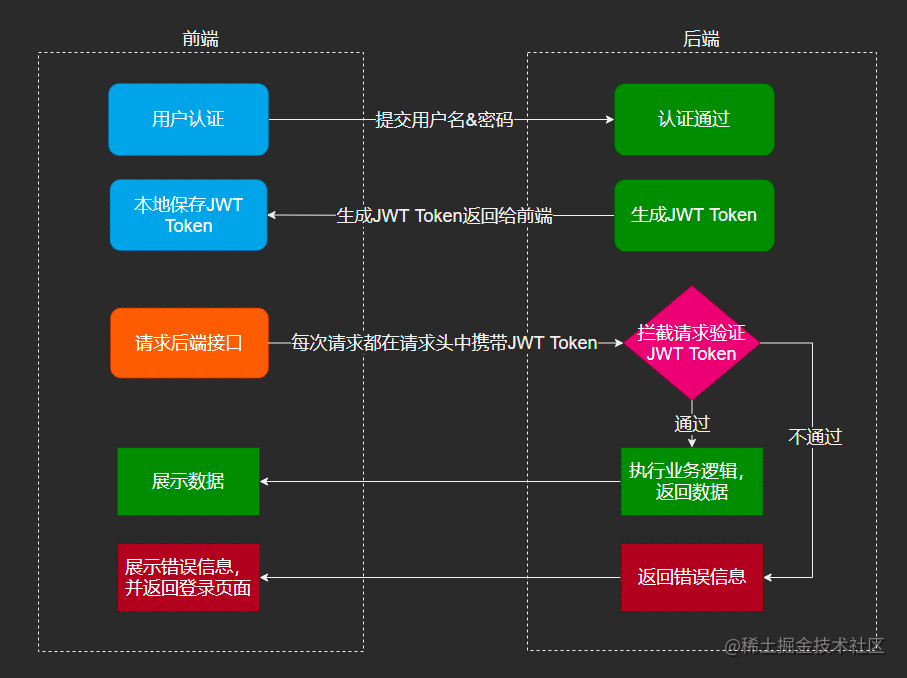 前端
后端
用户认证
提交用户名&密码
认证通过
本地保存JWT
Token
生成JWT Token返回给前端
生成JWT Token
请求后端接口
每次请求都在请求头中携带JWT Token
拦截请求验证
JWT Token
通过
不通过
展示数据
执行业务逻辑，
返回数据
展示错误信息，
并返回登录页面
返回错误信息
@稀土掘金技术社区